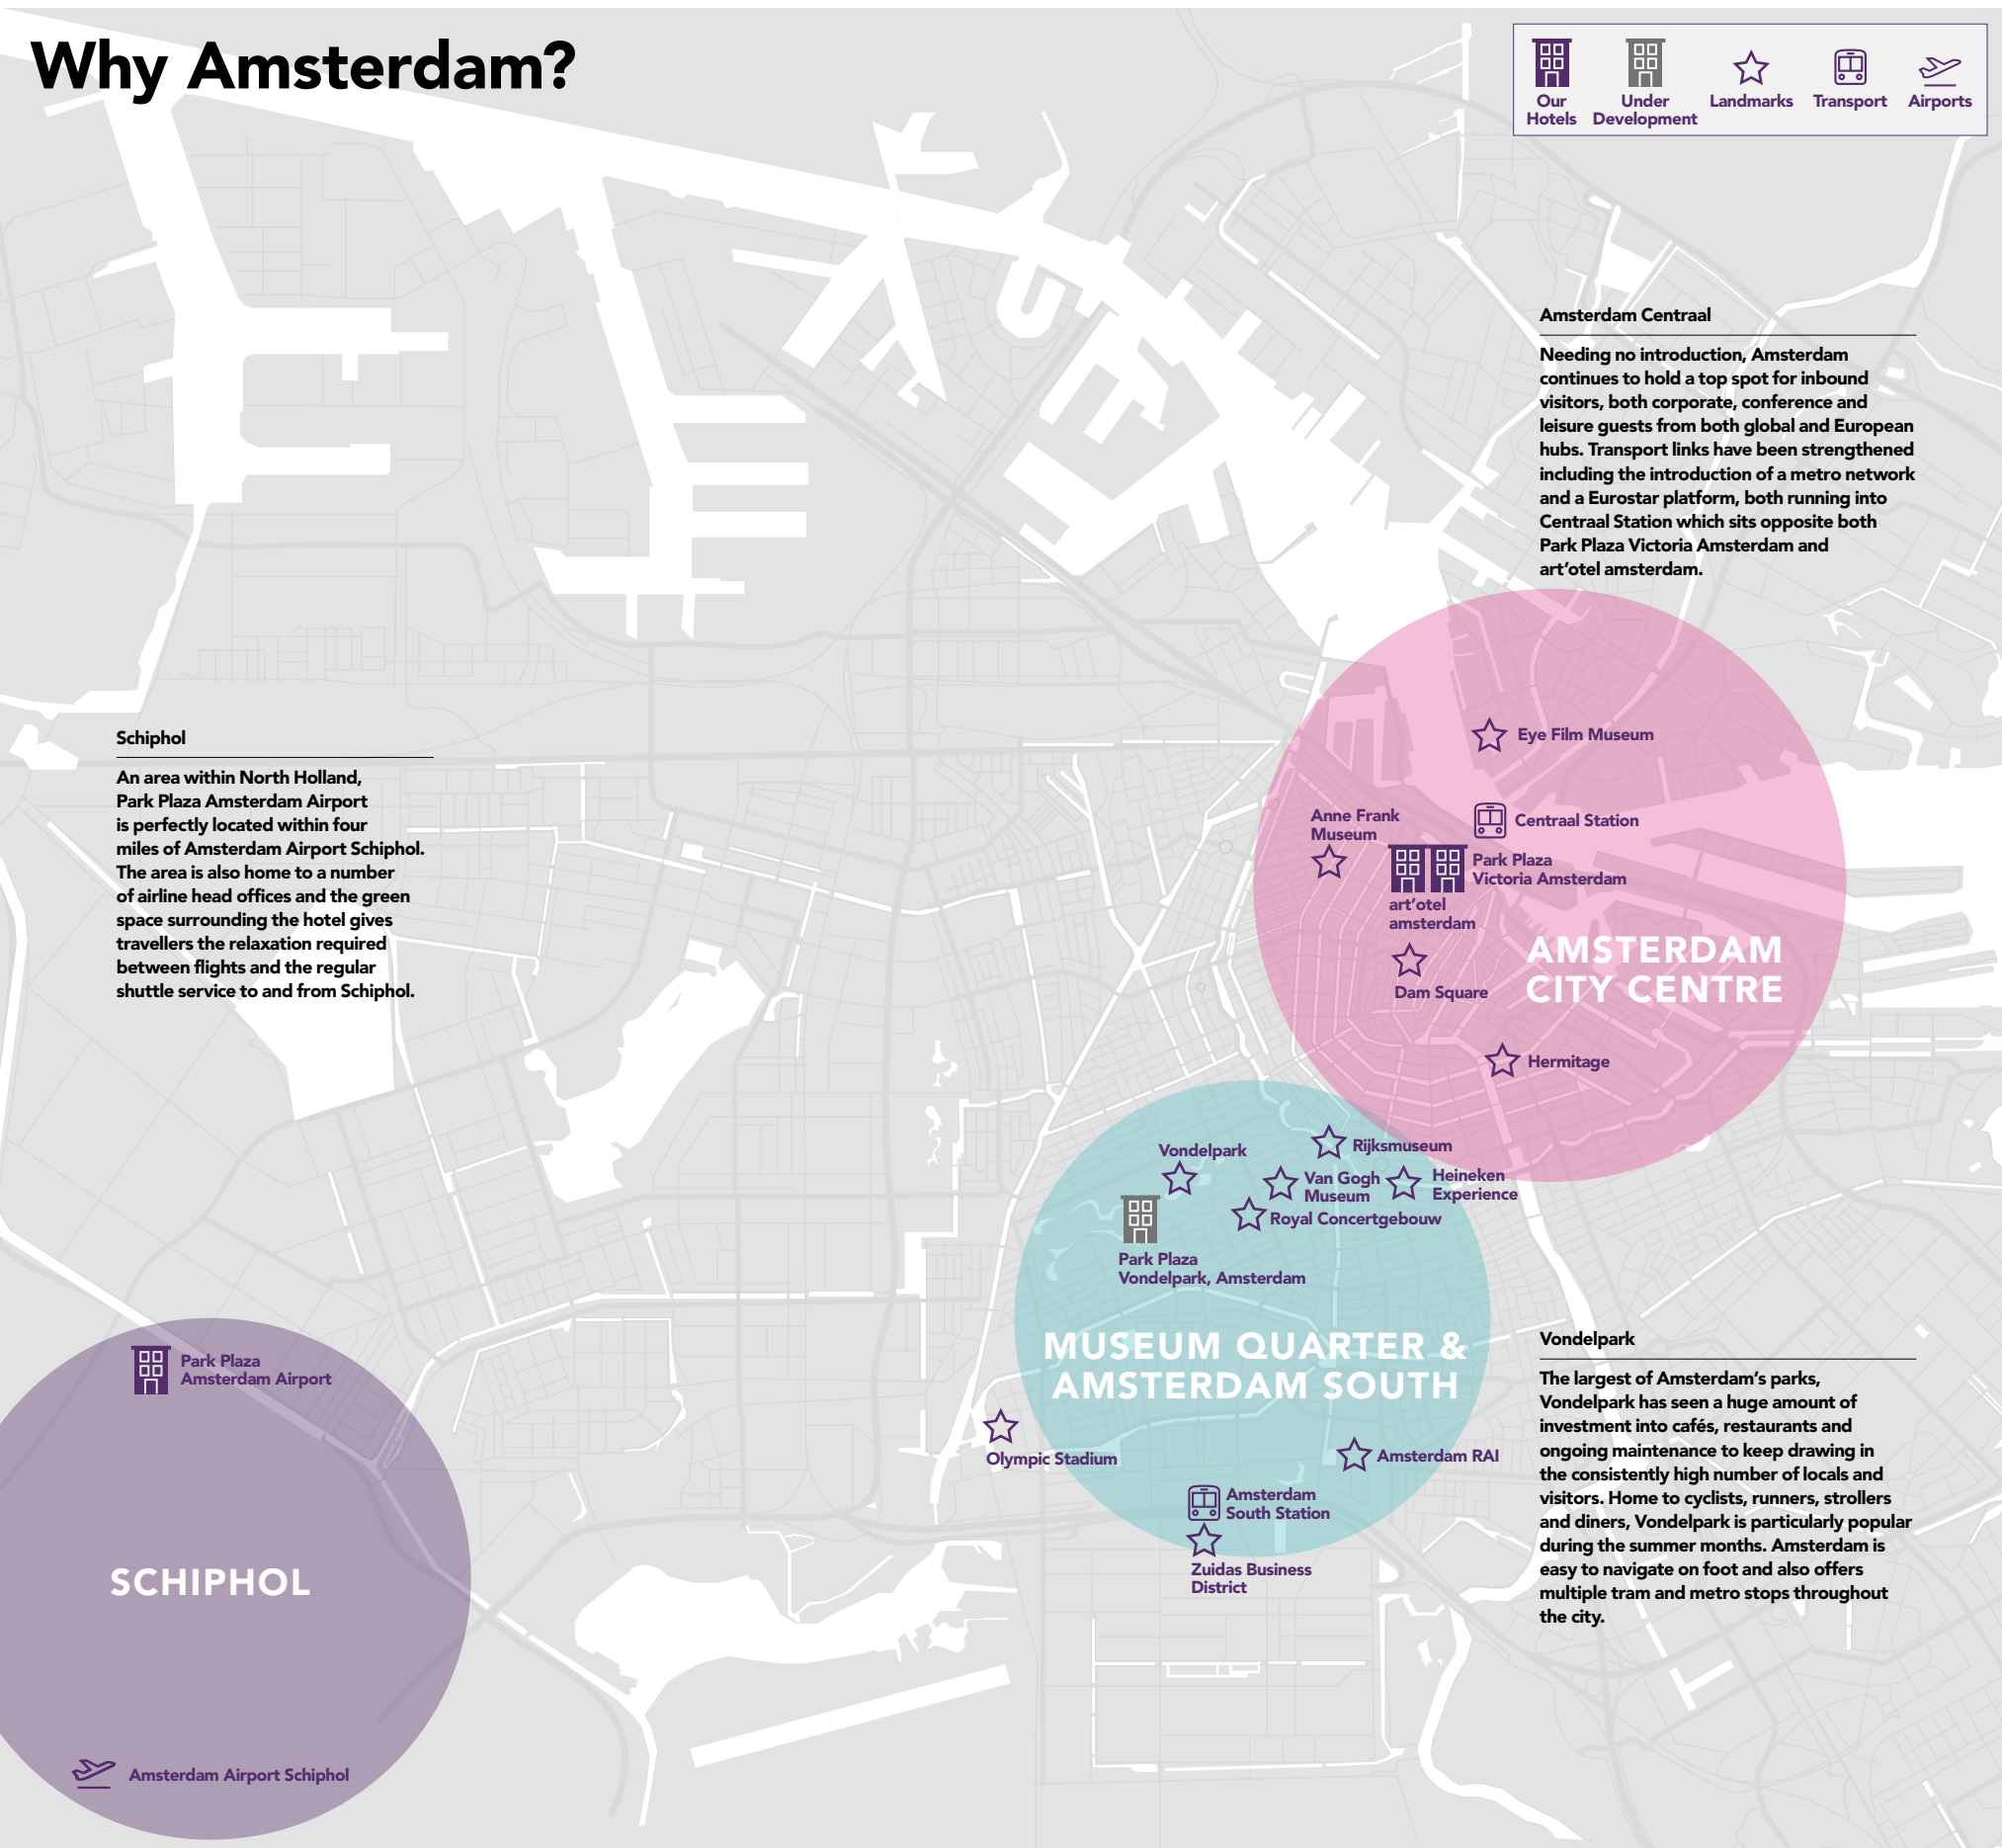 Why Amsterdam?
Our
Hotels
Under
Development
Landmarks
Transport
Airports
Amsterdam Centraal
Needing no introduction, Amsterdam
continues to hold a top spot for inbound
visitors, both corporate, conference and
leisure guests from both global and European
hubs. Transport links have been strengthened
including the introduction of a metro network
and a Eurostar platform, both running into
Centraal Station which sits opposite both
Park Plaza Victoria Amsterdam and
art’otel amsterdam.
Schiphol
An area within North Holland,
Park Plaza Amsterdam Airport
is perfectly located within four
miles of Amsterdam Airport Schiphol.
The area is also home to a number
of airline head offices and the green
space surrounding the hotel gives
travellers the relaxation required
between flights and the regular
shuttle service to and from Schiphol.
Eye Film Museum
Anne Frank
Museum
Centraal Station
Park Plaza
Victoria Amsterdam
art’otel
amsterdam
AMSTERDAM
CITY CENTRE
Dam Square
Hermitage
Vondelpark
Rijksmuseum
Van Gogh
Museum
Heineken
Experience
Royal Concertgebouw
Park Plaza
Vondelpark, Amsterdam
MUSEUM QUARTER &
AMSTERDAM SOUTH
Olympic Stadium
Amsterdam RAI
Amsterdam
South Station
Zuidas Business
District
Park Plaza
Amsterdam Airport
SCHIPHOL
Amsterdam Airport Schiphol
Vondelpark
The largest of Amsterdam’s parks,
Vondelpark has seen a huge amount of
investment into cafés, restaurants and
ongoing maintenance to keep drawing in
the consistently high number of locals and
visitors. Home to cyclists, runners, strollers
and diners, Vondelpark is particularly popular
during the summer months. Amsterdam is
easy to navigate on foot and also offers
multiple tram and metro stops throughout
the city.